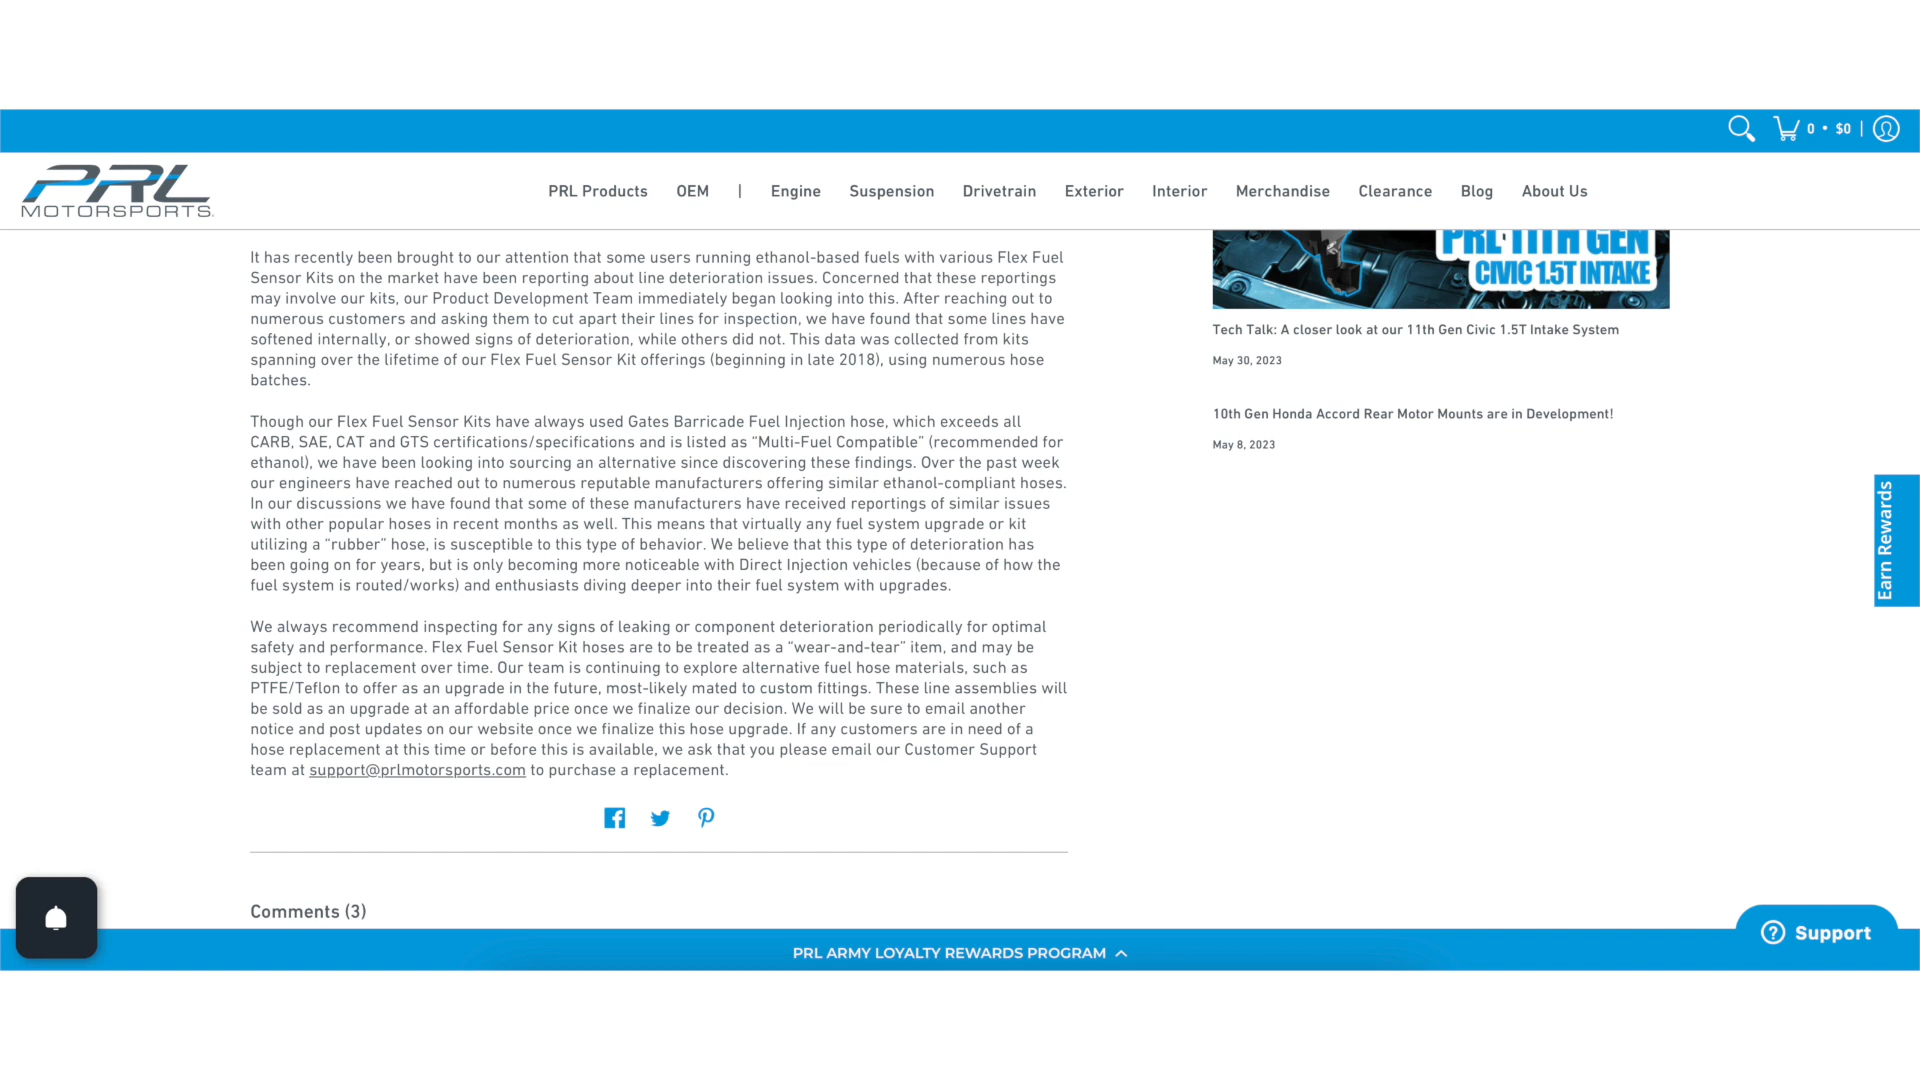 0 • $0 |
PRL
MOTORSPORTS
PRL Products OEM | Engine Suspension Drivetrain Exterior Interior Merchandise Clearance Blog About Us
It has recently been brought to our attention that some users running ethanol-based fuels with various Flex Fuel
Sensor Kits on the market have been reporting about line deterioration issues. Concerned that these reportings
may involve our kits, our Product Development Team immediately began looking into this. After reaching out to
numerous customers and asking them to cut apart their lines for inspection, we have found that some lines have
softened internally, or showed signs of deterioration, while others did not. This data was collected from kits
spanning over the lifetime of our Flex Fuel Sensor Kit offerings (beginning in late 2018), using numerous hose
batches.
Though our Flex Fuel Sensor Kits have always used Gates Barricade Fuel Injection hose, which exceeds all
CARB, SAE, CAT and GTS certifications/specifications and is listed as “Multi-Fuel Compatible” (recommended for
ethanol), we have been looking into sourcing an alternative since discovering these findings. Over the past week
our engineers have reached out to numerous reputable manufacturers offering similar ethanol-compliant hoses.
In our discussions we have found that some of these manufacturers have received reportings of similar issues
with other popular hoses in recent months as well. This means that virtually any fuel system upgrade or kit
utilizing a “rubber” hose, is susceptible to this type of behavior. We believe that this type of deterioration has
been going on for years, but is only becoming more noticeable with Direct Injection vehicles (because of how the
fuel system is routed/works) and enthusiasts diving deeper into their fuel system with upgrades.
We always recommend inspecting for any signs of leaking or component deterioration periodically for optimal
safety and performance. Flex Fuel Sensor Kit hoses are to be treated as a “wear-and-tear” item, and may be
subject to replacement over time. Our team is continuing to explore alternative fuel hose materials, such as
PTFE/Teflon to offer as an upgrade in the future, most-likely mated to custom fittings. These line assemblies will
be sold as an upgrade at an affordable price once we finalize our decision. We will be sure to email another
notice and post updates on our website once we finalize this hose upgrade. If any customers are in need of a
hose replacement at this time or before this is available, we ask that you please email our Customer Support
team at support@prlmotorsports.com to purchase a replacement.
Comments (3)
PRL 11TH GEN
CIVIC 1.5T INTAKE
Tech Talk: A closer look at our 11th Gen Civic 1.5T Intake System
May 30, 2023
10th Gen Honda Accord Rear Motor Mounts are in Development!
May 8, 2023
Earn Rewards
PRL ARMY LOYALTY REWARDS PROGRAM
Support